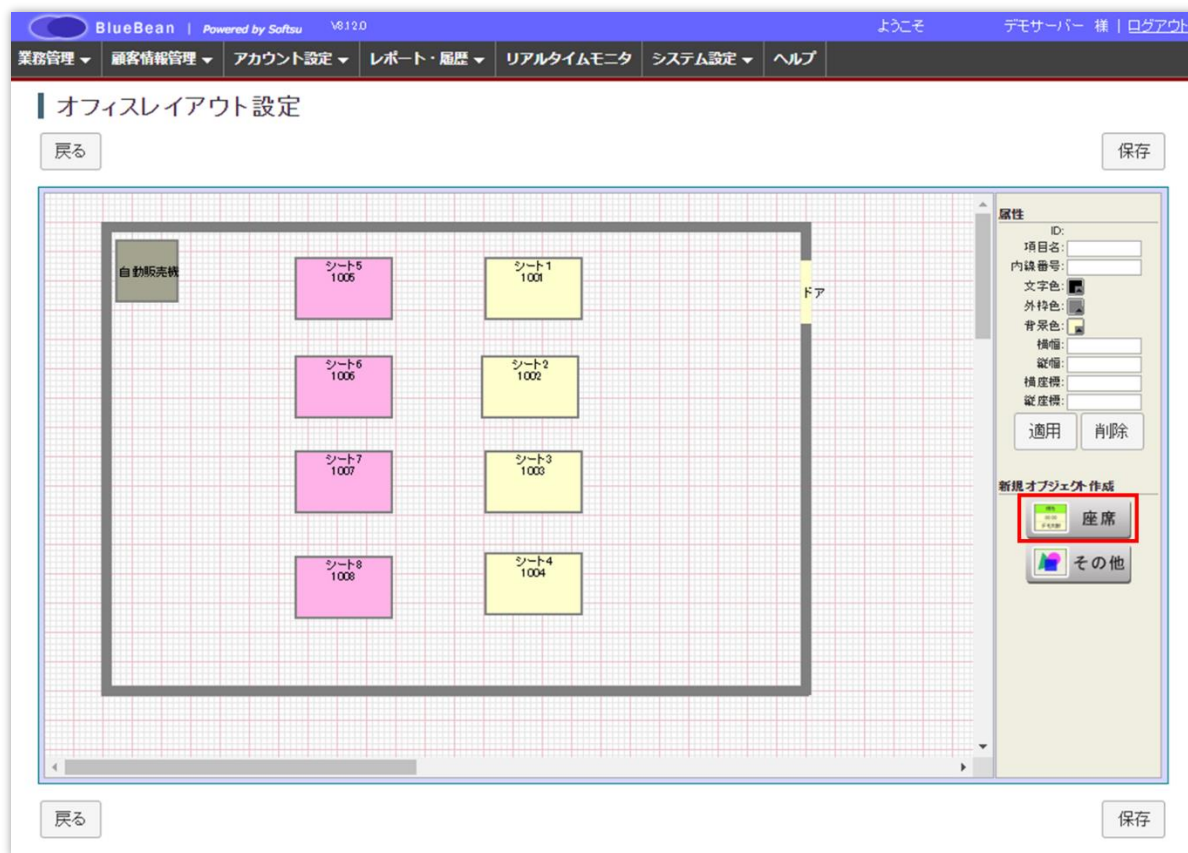 BlueBean | Powered by Softsu V8.12.0 ようこそ デモサーバー 様 | ログアウト
業務管理 ▼ 顧客情報管理 ▼ アカウント設定 ▼ レポート・履歴 ▼ リアルタイムモニタ システム設定 ▼ ヘルプ
オフィスレイアウト設定
戻る 保存
自動販売機
シート5
1005
シート1
1001
ドア
シート6
1006
シート2
1002
シート7
1007
シート3
1003
シート8
1008
シート4
1004
属性
ID:
項目名:
内線番号:
文字色:
外枠色:
背景色:
横幅:
縦幅:
横座標:
縦座標:
適用 削除
新規オブジェクト作成
座席
その他
戻る 保存